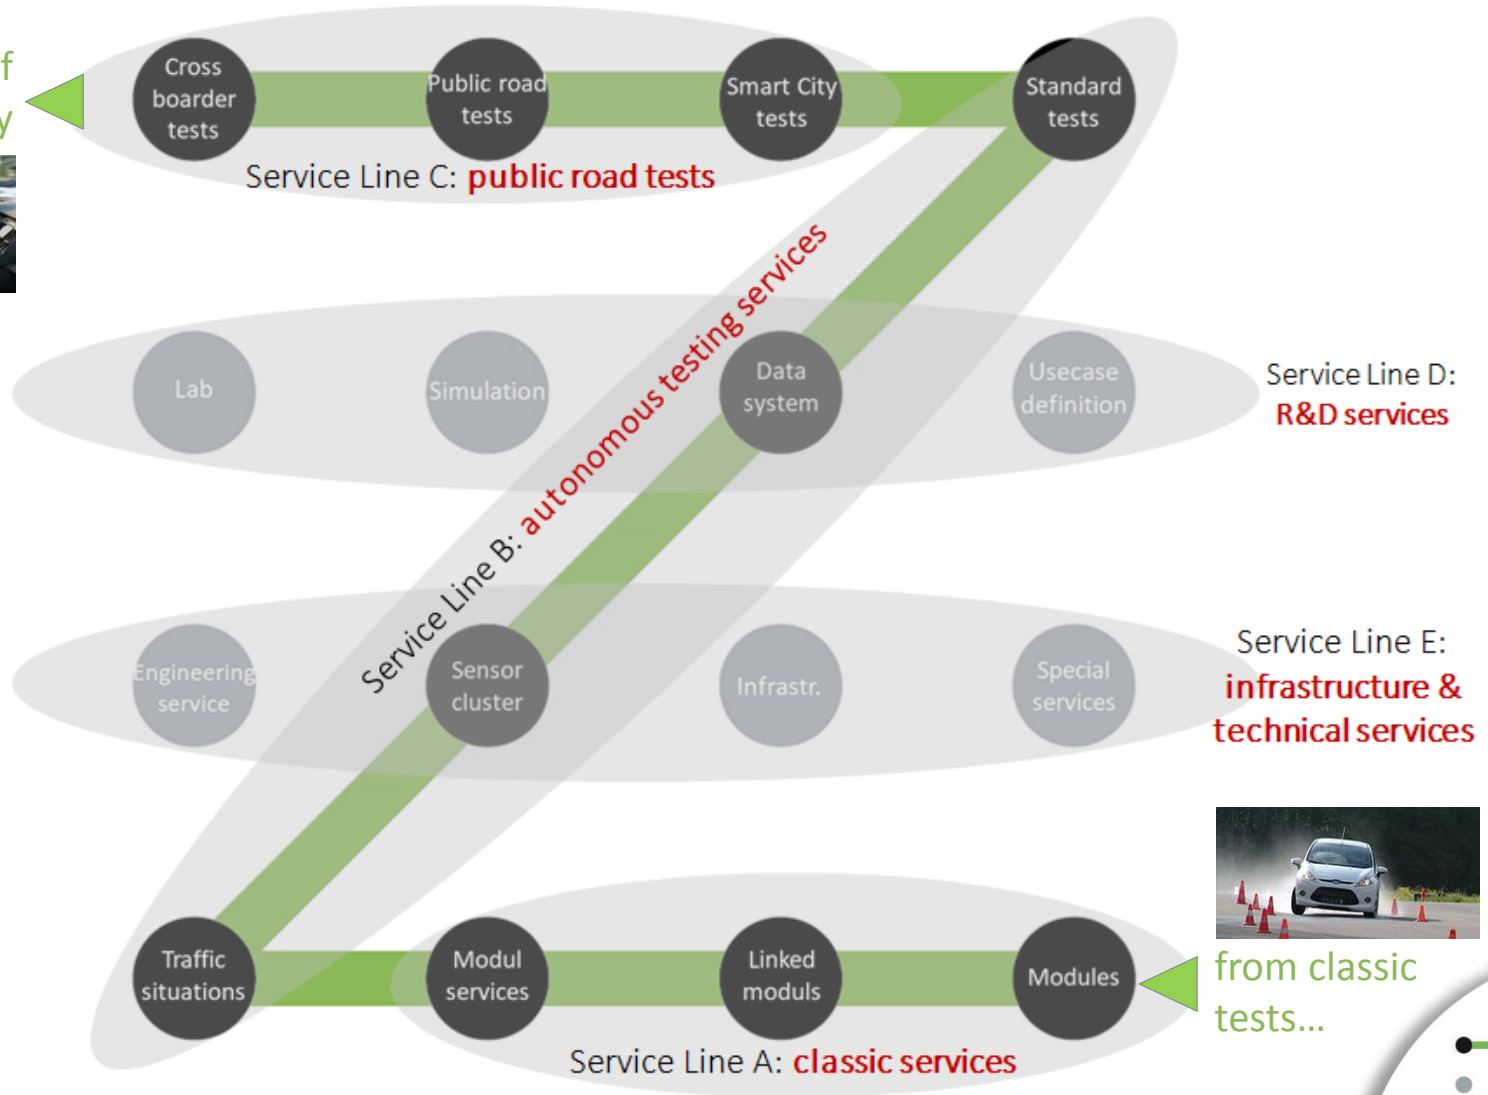 f
y
Cross
boarder
tests
Public road
tests
Smart City
tests
Standard
tests
Service Line C: public road tests
Service Line B: autonomous testing services
Lab
Simulation
Data
system
Usecase
definition
Service Line D:
R&D services
Engineering
service
Sensor
cluster
Infrastr.
Special
services
Service Line E:
infrastructure &
technical services
Traffic
situations
Modul
services
Linked
moduls
Modules
from classic
tests...
Service Line A: classic services